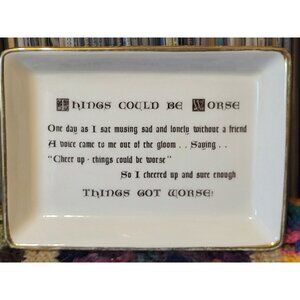 Things could be Worse
One day as I sat musing sad and lonely without a friend
A voice came to me out of the gloom . . Saying . .
"Cheer up - things could be worse"
So I cheered up and sure enough
Things got worse!